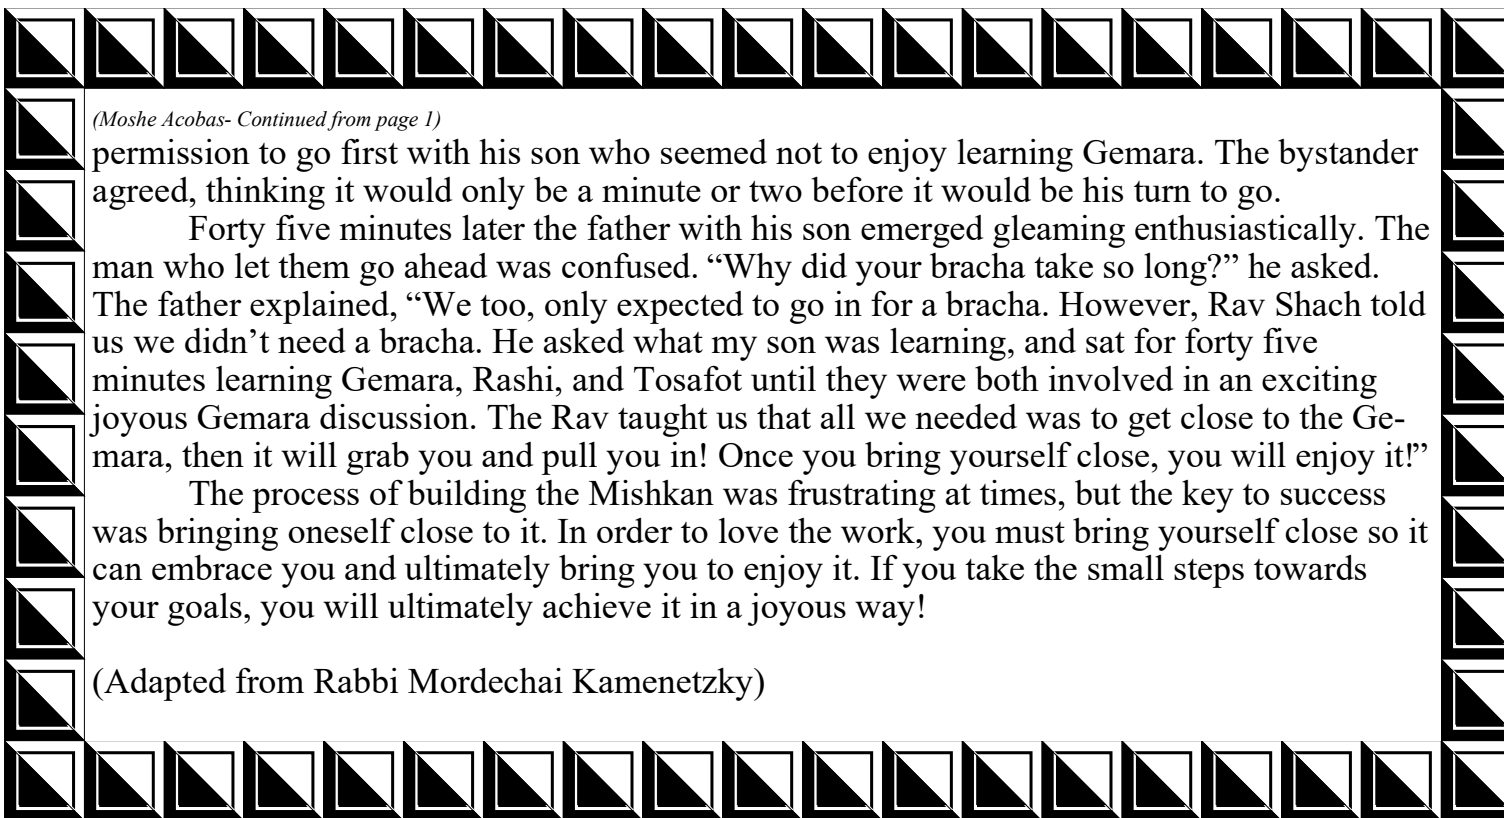 (Moshe Acobas- Continued from page 1)
permission to go first with his son who seemed not to enjoy learning Gemara. The bystander
agreed, thinking it would only be a minute or two before it would be his turn to go.
Forty five minutes later the father with his son emerged gleaming enthusiastically. The
man who let them go ahead was confused. “Why did your bracha take so long?” he asked.
The father explained, “We too, only expected to go in for a bracha. However, Rav Shach told
us we didn’t need a bracha. He asked what my son was learning, and sat for forty five
minutes learning Gemara, Rashi, and Tosafot until they were both involved in an exciting
joyous Gemara discussion. The Rav taught us that all we needed was to get close to the Ge-
mara, then it will grab you and pull you in! Once you bring yourself close, you will enjoy it!”
The process of building the Mishkan was frustrating at times, but the key to success
was bringing oneself close to it. In order to love the work, you must bring yourself close so it
can embrace you and ultimately bring you to enjoy it. If you take the small steps towards
your goals, you will ultimately achieve it in a joyous way!
(Adapted from Rabbi Mordechai Kamenetzky)